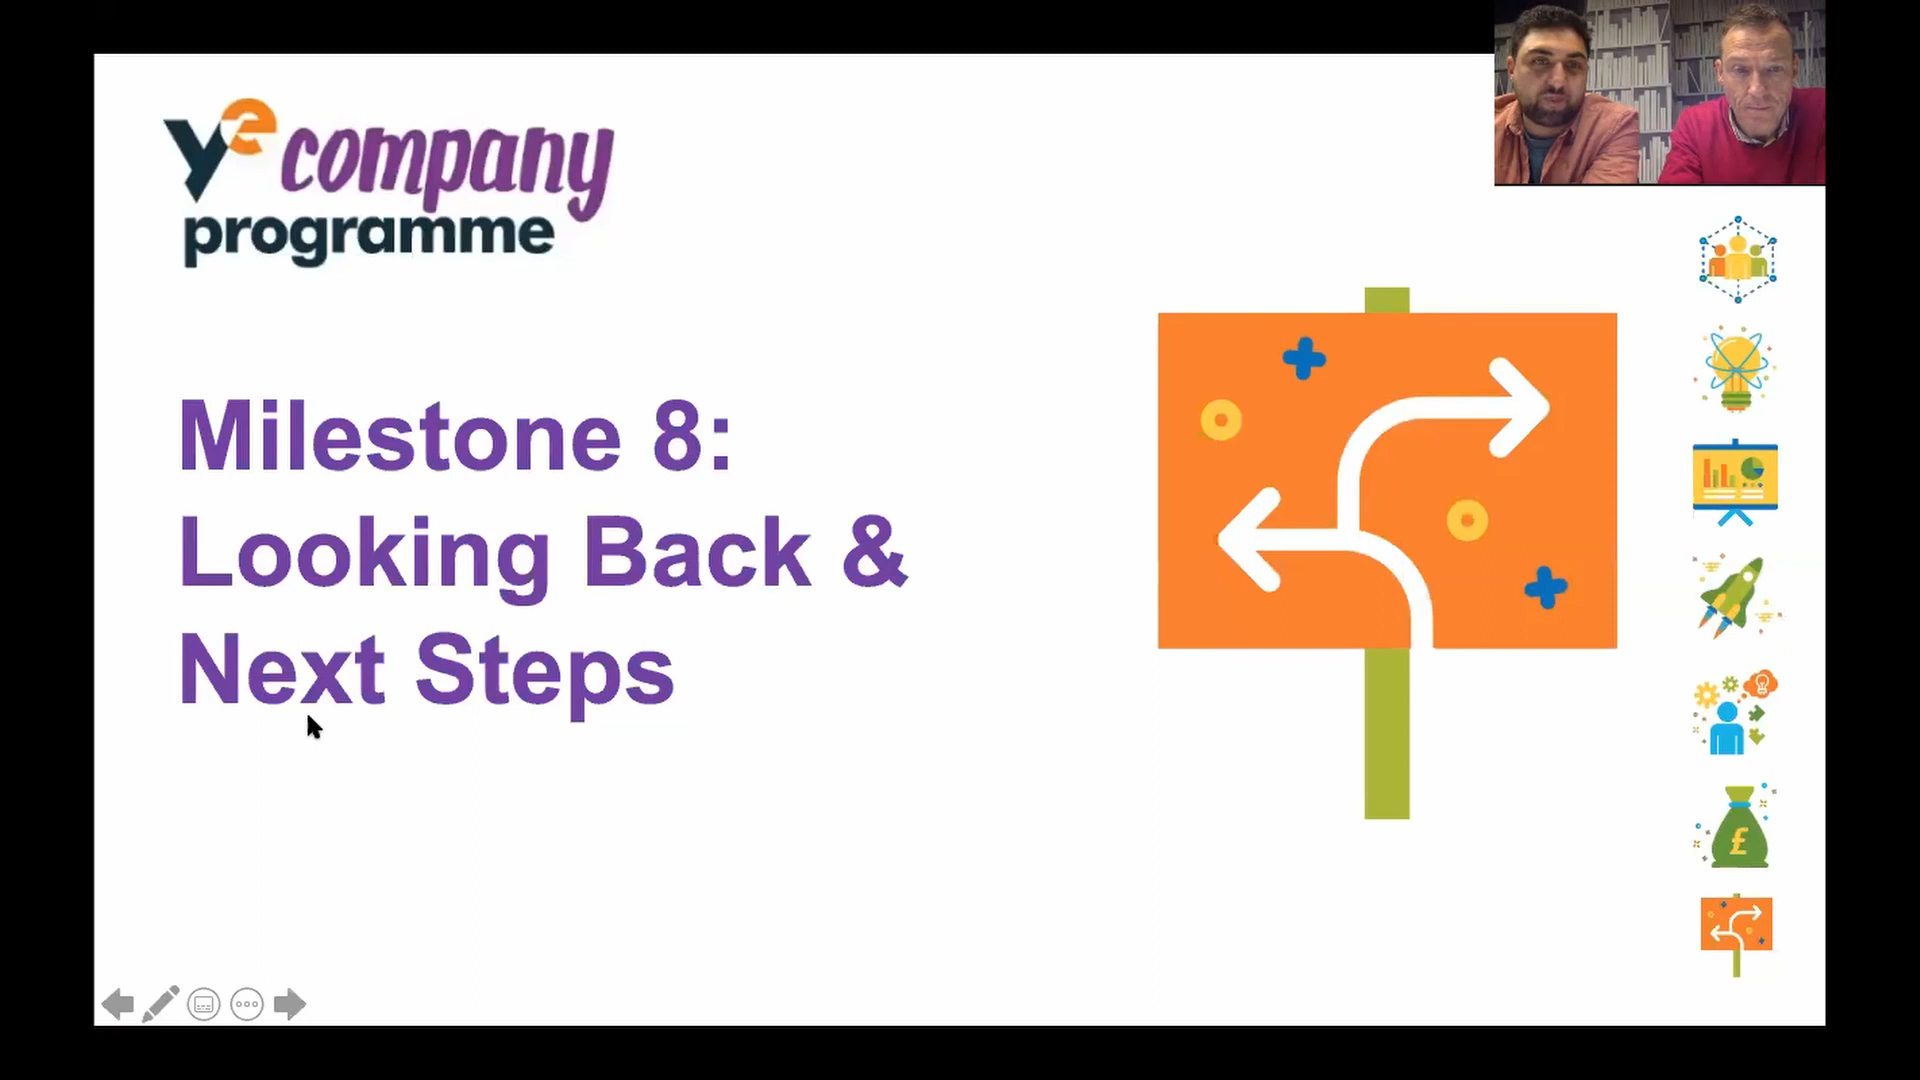 ye company
programme
Milestone 8:
Looking Back &
Next Steps
£